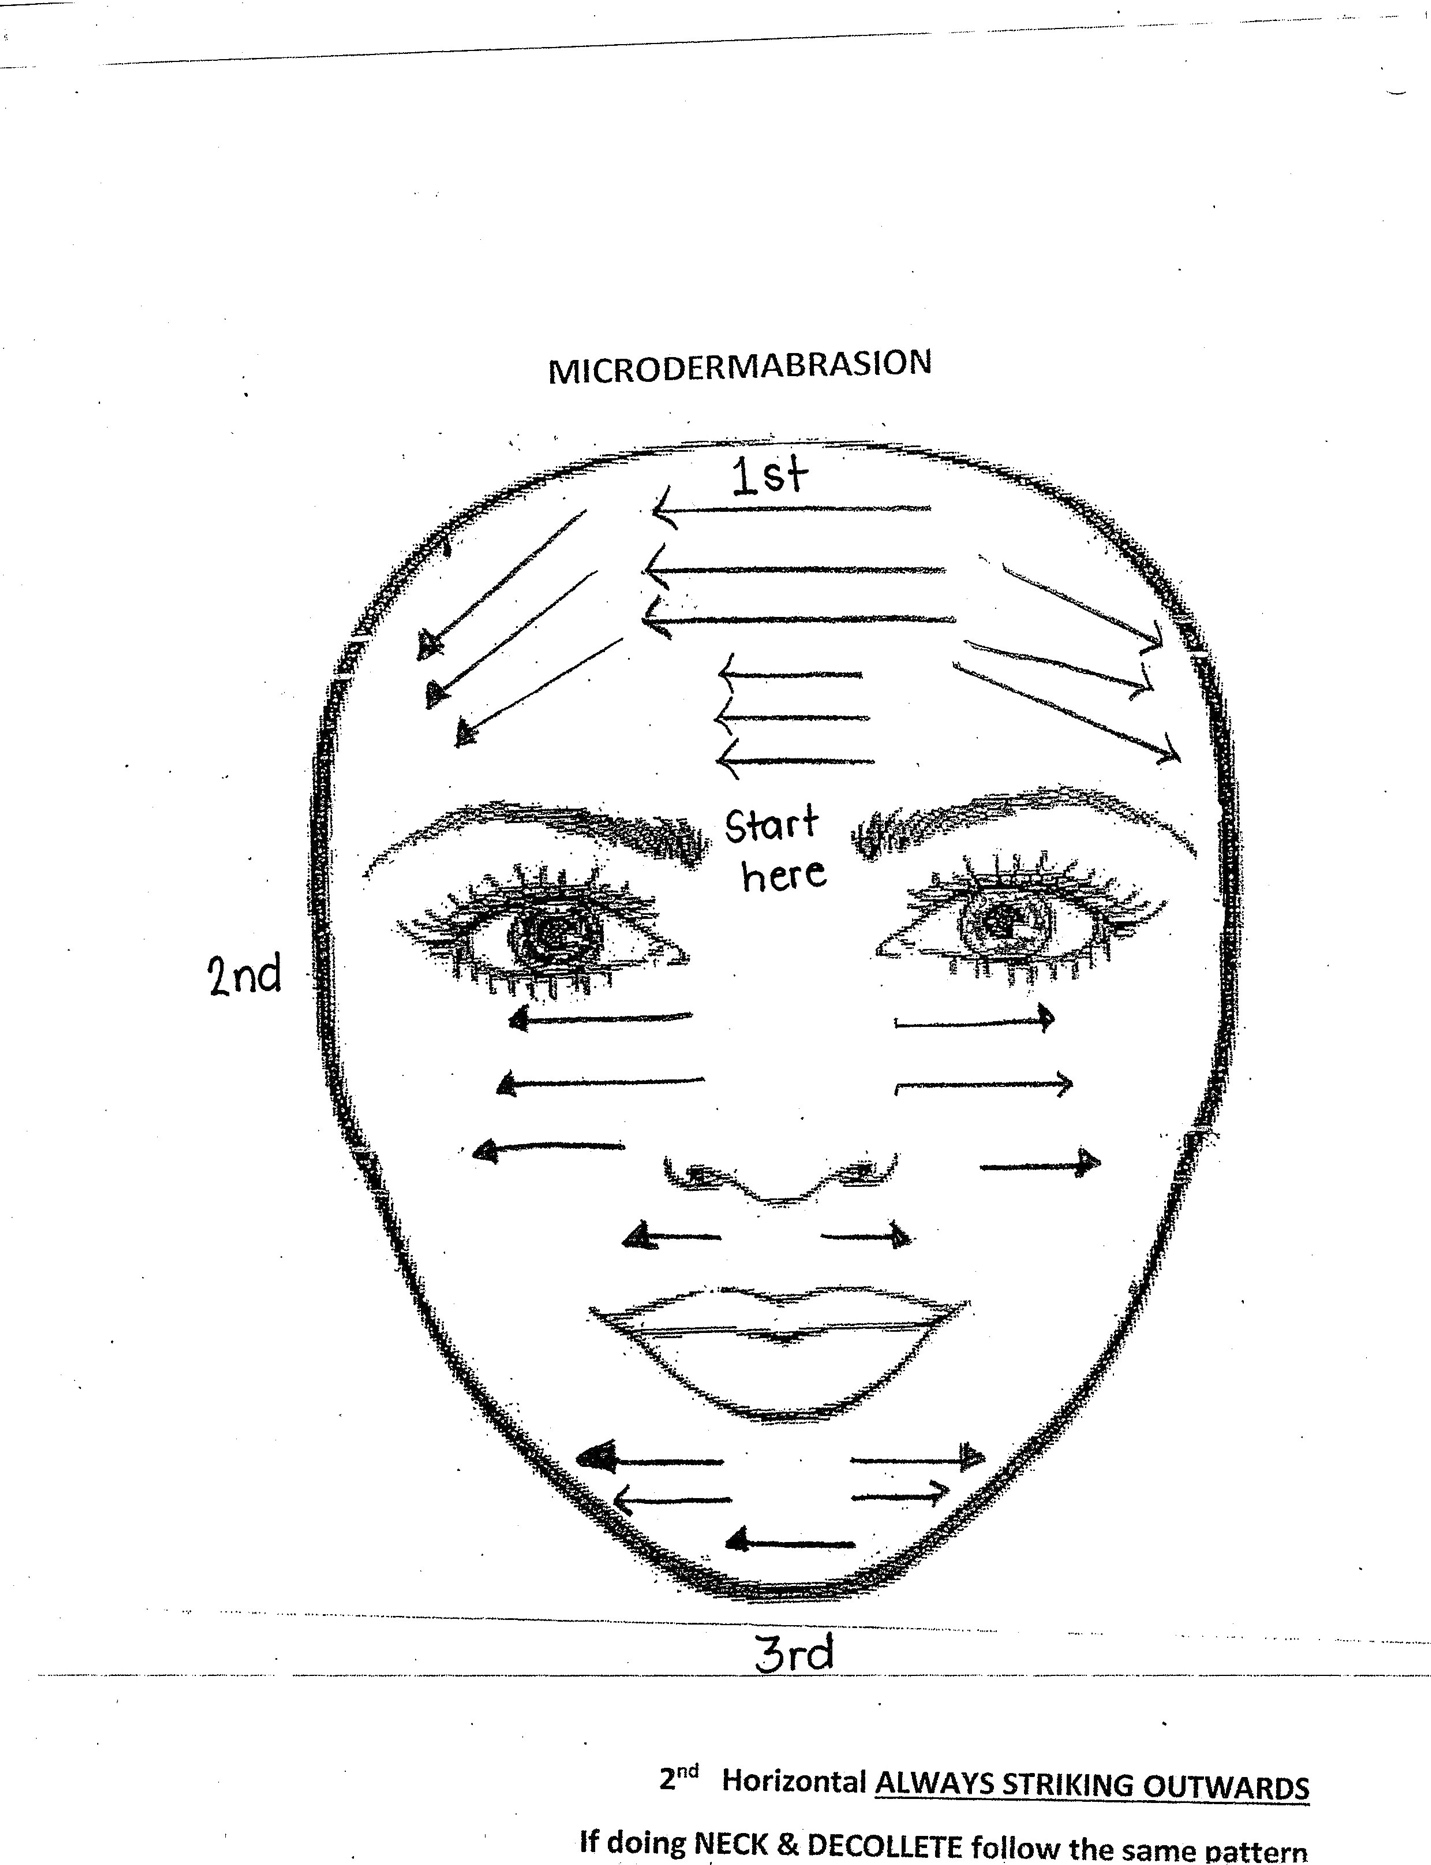 MICRODERMABRASION
1st
Start
here
2nd
3rd
2nd Horizontal ALWAYS STRIKING OUTWARDS
If doing NECK & DECOLLETE follow the same pattern